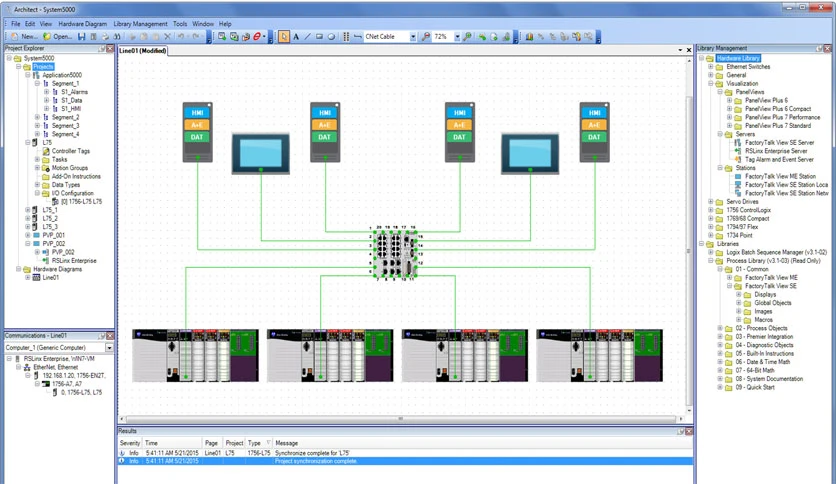 Architect - System5000
File Edit View Hardware Diagram Library Management Tools Window Help
New... Open... CNet Cable 72%
Project Explorer
System5000
Projects
Application5000
Segment_1
S1_Alarms
S1_Data
S1_HMI
Segment_2
Segment_3
Segment_4
L75
Controller Tags
Tasks
Motion Groups
Add-On Instructions
Data Types
I/O Configuration
[0] 1756-L75 L75
L75_1
L75_2
L75_3
PVP_001
PVP_002
PVP_002
RSLinx Enterprise
Hardware Diagrams
Line01
Communications - Line01
Computer_1 (Generic Computer)
RSLinx Enterprise, WIN7-VM
EtherNet, Ethernet
192.168.1.20, 1756-EN2T,
1756-A7, A7
0, 1756-L75, L75
Line01 (Modified)
HMI HMI HMI HMI
A+E A+E A+E A+E
DAT DAT DAT DAT
Results
Severity Time Page Project Type Message
Info 5:41:11 AM 5/21/2015 Line01 L75 1756-L75 Synchronize complete for 'L75'
Info 5:41:11 AM 5/21/2015 Project synchronization complete.
Library Management
Hardware Library
Ethernet Switches
General
Visualization
PanelViews
PanelView Plus 6
PanelView Plus 6 Compact
PanelView Plus 7 Performance
PanelView Plus 7 Standard
Servers
FactoryTalk View SE Server
RSLinx Enterprise Server
Tag Alarm and Event Server
Stations
FactoryTalk View ME Station
FactoryTalk View SE Station Loca
FactoryTalk View SE Station Netw
Servo Drives
1756 ControlLogix
1769/68 Compact
1794/97 Flex
1734 Point
Libraries
Logix Batch Sequence Manager (v3.1-02)
Process Library (v3.1-03) (Read Only)
01 - Common
FactoryTalk View ME
FactoryTalk View SE
Displays
Global Objects
Images
Macros
02 - Process Objects
03 - Premier Integration
04 - Diagnostic Objects
05 - Built-In Instructions
06 - Date & Time Math
07 - 64-Bit Math
08 - System Documentation
09 - Quick Start